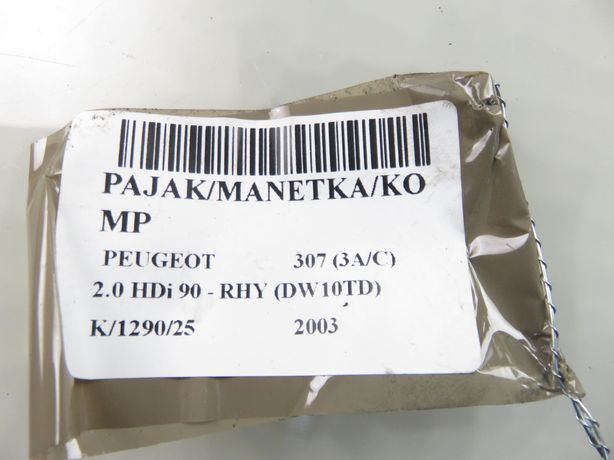 PAJAK/MANETKA/KO
MP
PEUGEOT 307 (3A/C)
2.0 HDi 90 - RHY (DW10TD)
K/1290/25 2003